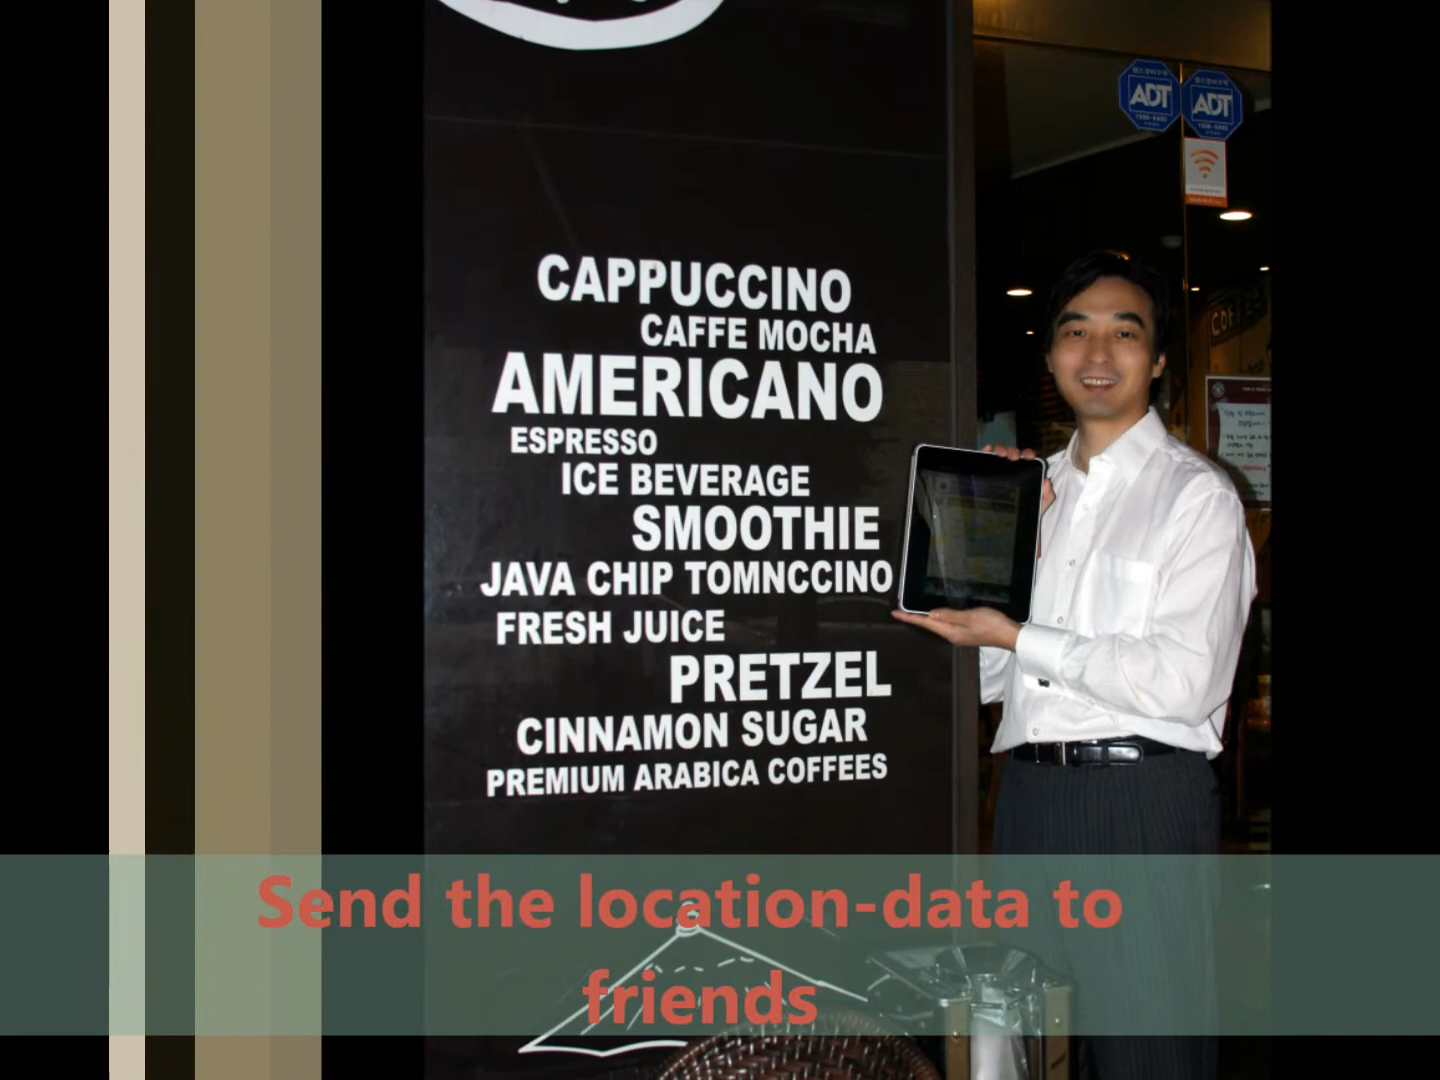 ADT
ADT
CAPPUCCINO
CAFFE MOCHA
AMERICANO
ESPRESSO
ICE BEVERAGE
SMOOTHIE
JAVA CHIP TOMNCCINO
FRESH JUICE
PRETZEL
CINNAMON SUGAR
PREMIUM ARABICA COFFEES
COFFEE
Send the location-data to
friends